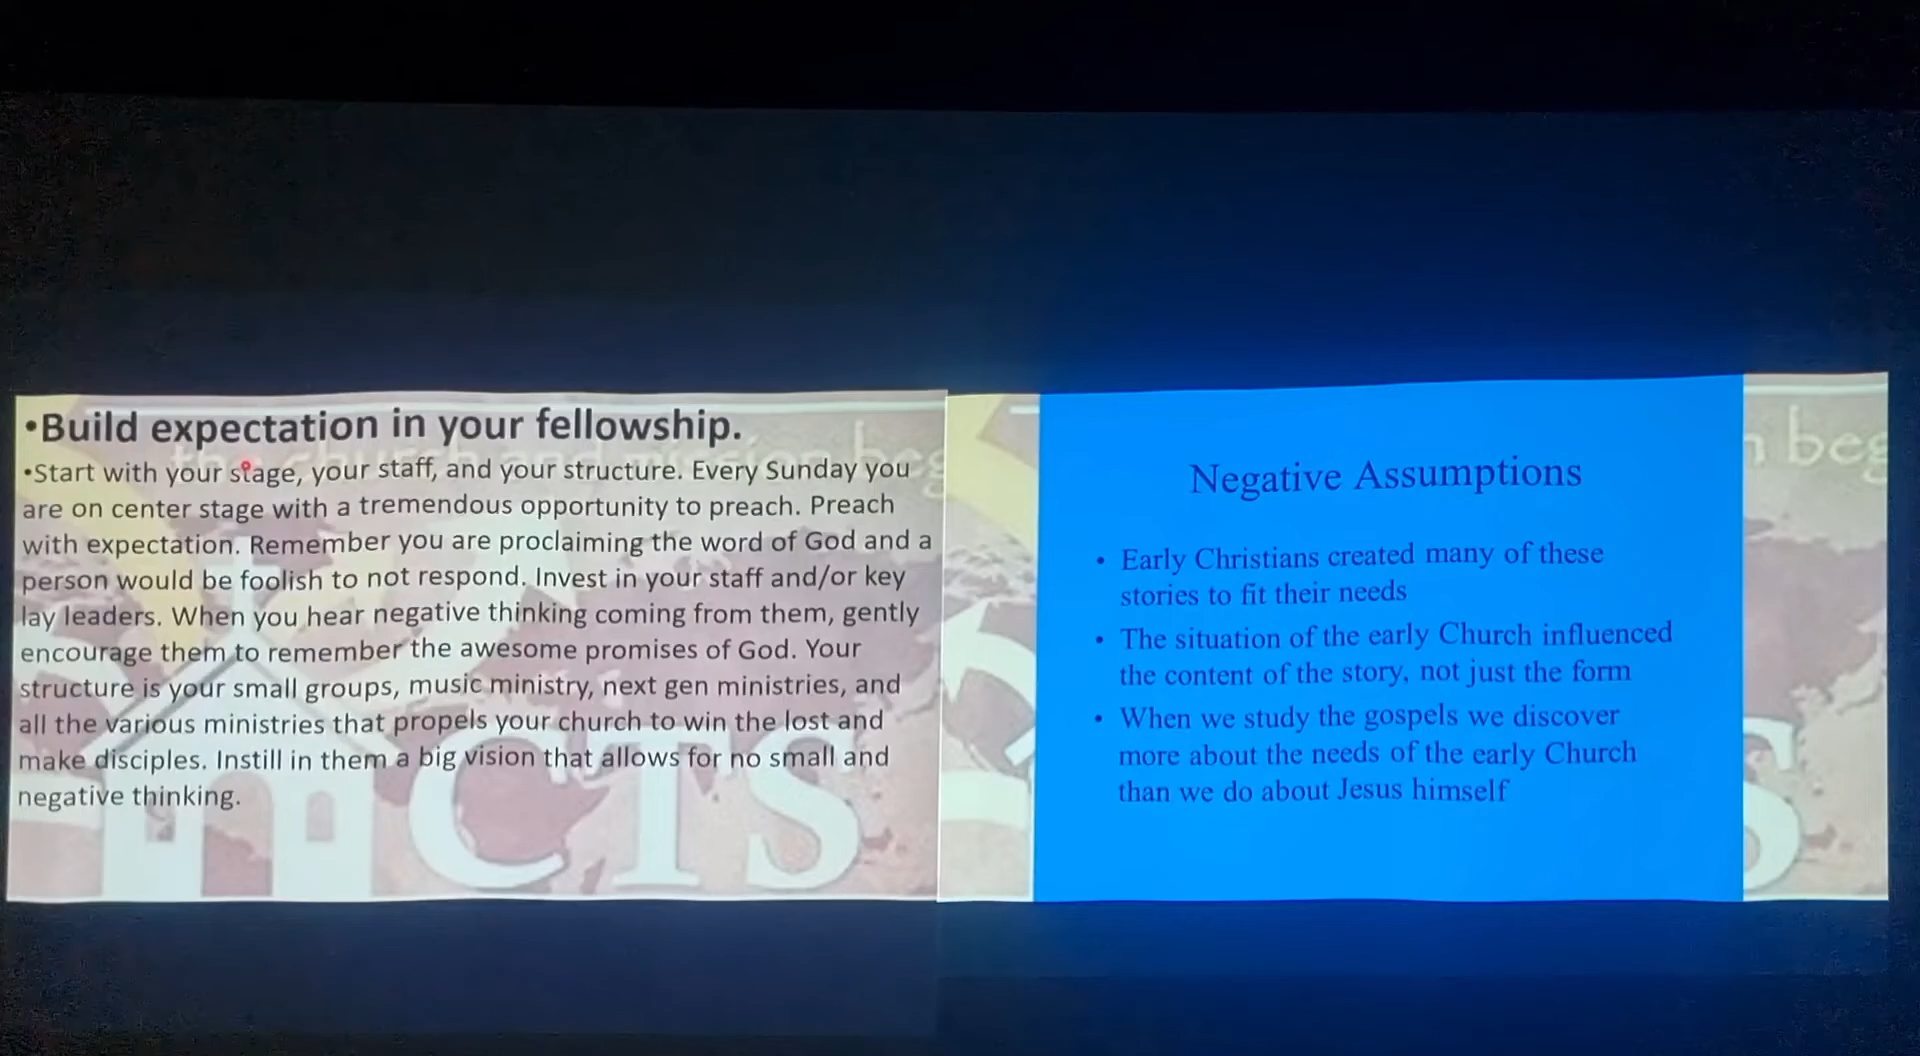 •Build expectation in your fellowship.
•Start with your stage, your staff, and your structure. Every Sunday you
are on center stage with a tremendous opportunity to preach. Preach
with expectation. Remember you are proclaiming the word of God and a
person would be foolish to not respond. Invest in your staff and/or key
lay leaders. When you hear negative thinking coming from them, gently
encourage them to remember the awesome promises of God. Your
structure is your small groups, music ministry, next gen ministries, and
all the various ministries that propels your church to win the lost and
make disciples. Instill in them a big vision that allows for no small and
negative thinking.
the church and mission beg
CTS
Negative Assumptions
• Early Christians created many of these
stories to fit their needs
• The situation of the early Church influenced
the content of the story, not just the form
• When we study the gospels we discover
more about the needs of the early Church
than we do about Jesus himself
n beg
S